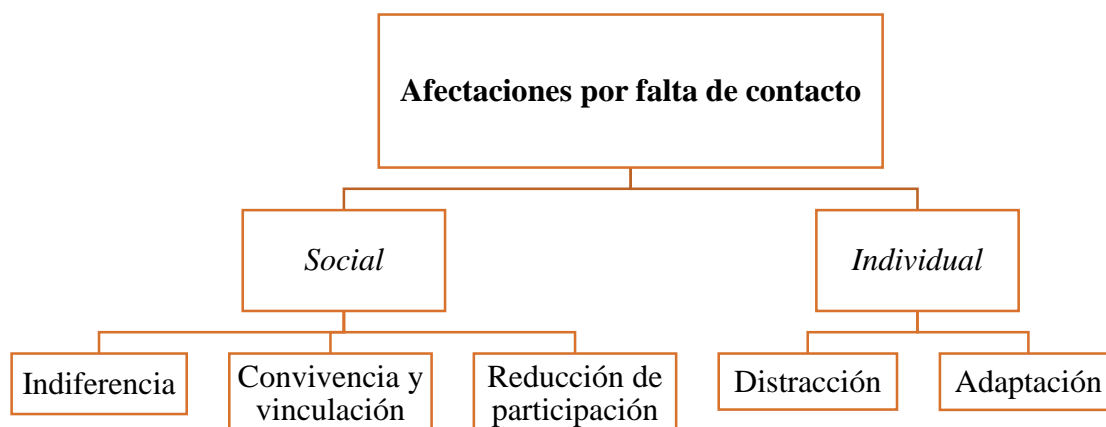 Afectaciones por falta de contacto
Social
Individual
Indiferencia
Convivencia y
vinculación
Reducción de
participación
Distracción
Adaptación